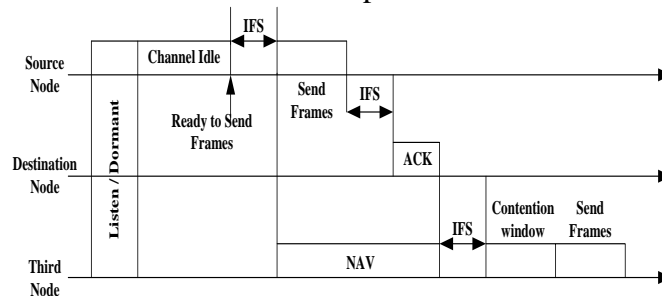 IFS
Channel Idle
Source
Node
Send
Frames
IFS
Ready to Send
Frames
ACK
Destination
Node
Listen / Dormant
IFS
Contention
window
Send
Frames
NAV
Third
Node